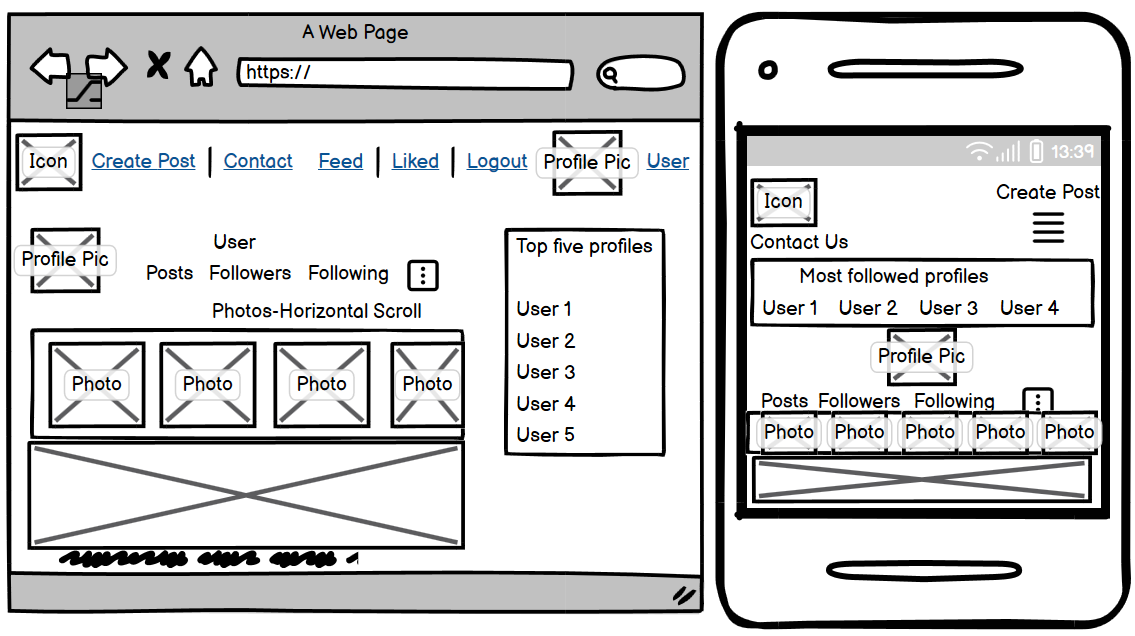 A Web Page
https://
Icon Create Post Contact Feed Liked Logout Profile Pic User
Profile Pic
User
Posts Followers Following
Photos-Horizontal Scroll
Photo Photo Photo Photo
Top five profiles
User 1
User 2
User 3
User 4
User 5
13:39
Icon
Create Post
Contact Us
Most followed profiles
User 1 User 2 User 3 User 4
Profile Pic
Posts Followers Following
Photo Photo Photo Photo Photo